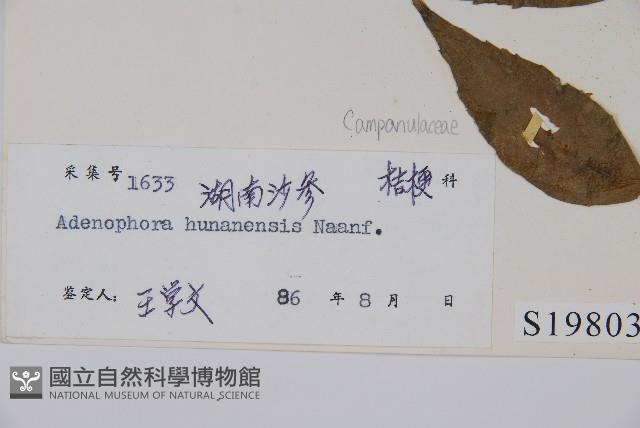 Campanulaceae
采集号 1633 湖南沙参 桔梗 科
Adenophora hunanensis Naanf.
鉴定人: 王学文 86 年 8 月 日
S19803
國立自然科學博物館
NATIONAL MUSEUM OF NATURAL SCIENCE